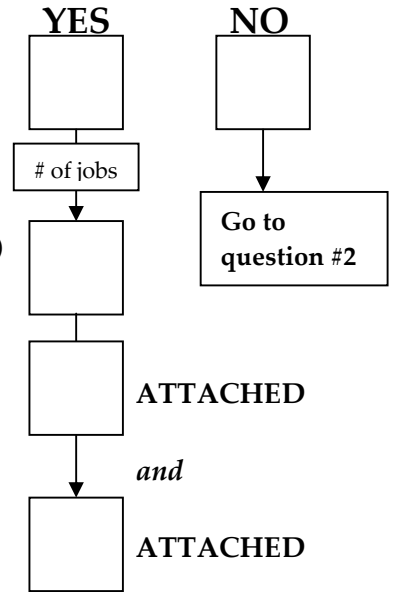 YES NO
# of jobs
Go to
question #2
)
ATTACHED
and
ATTACHED